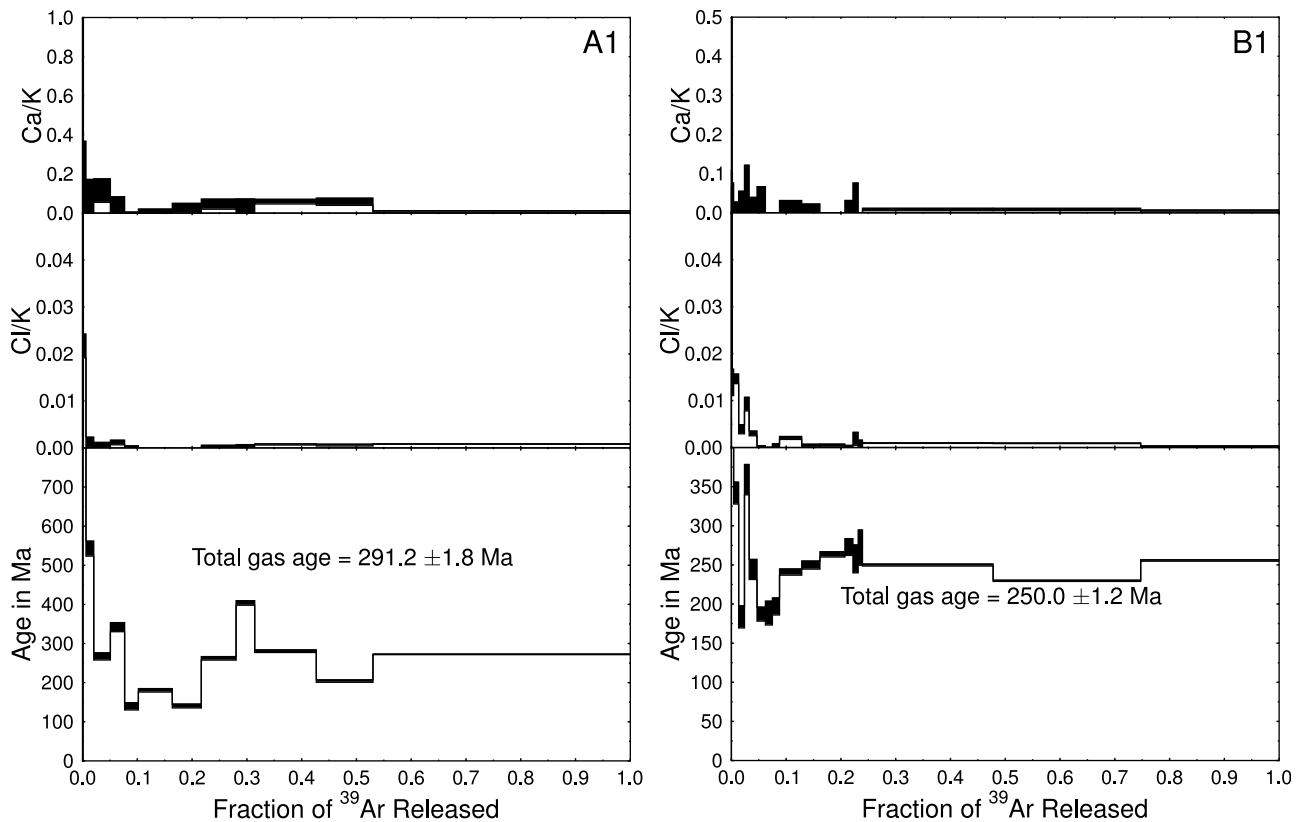 A1
1.0
0.8
0.6
0.4
0.2
0.0
Ca/K
0.04
0.03
0.02
0.01
0.00
Cl/K
700
600
500
400
300
200
100
0
Age in Ma
Total gas age = 291.2 ±1.8 Ma
0.0 0.1 0.2 0.3 0.4 0.5 0.6 0.7 0.8 0.9 1.0
Fraction of ³⁹Ar Released
B1
0.5
0.4
0.3
0.2
0.1
0.0
Ca/K
0.04
0.03
0.02
0.01
0.00
Cl/K
350
300
250
200
150
100
50
0
Age in Ma
Total gas age = 250.0 ±1.2 Ma
0.0 0.1 0.2 0.3 0.4 0.5 0.6 0.7 0.8 0.9 1.0
Fraction of ³⁹Ar Released